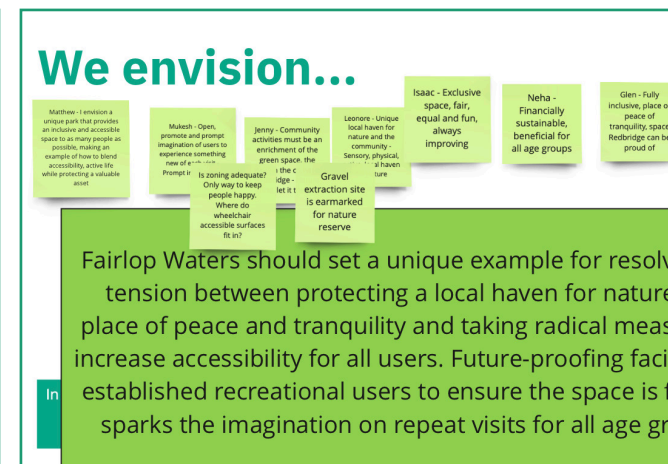 We envision...
Matthew - I envision a
unique park that provides
an inclusive and accessible
space to as many people as
possible, making an
example of how to blend
accessibility, active life
while protecting a valuable
asset
Mukesh - Open,
promote and prompt
imagination of users to
experience something
new of each visit
Prompt
Jenny - Community
activities must be an
enrichment of the
green space, the
Leonore - Unique
local haven for
nature and the
community -
Sensory, physical,
haven
Isaac - Exclusive
space, fair,
equal and fun,
always
improving
Neha -
Financially
sustainable,
beneficial for
all age groups
Glen - Fully
inclusive, place o
peace of
tranquility, space
Redbridge can be
proud of
Is zoning adequate?
Only way to keep
people happy.
Where do
wheelchair
accessible surfaces
fit in?
Gravel
extraction site
is earmarked
for nature
reserve
Fairlop Waters should set a unique example for resolv
tension between protecting a local haven for nature
place of peace and tranquility and taking radical meas
increase accessibility for all users. Future-proofing faci
established recreational users to ensure the space is f
sparks the imagination on repeat visits for all age gr
In